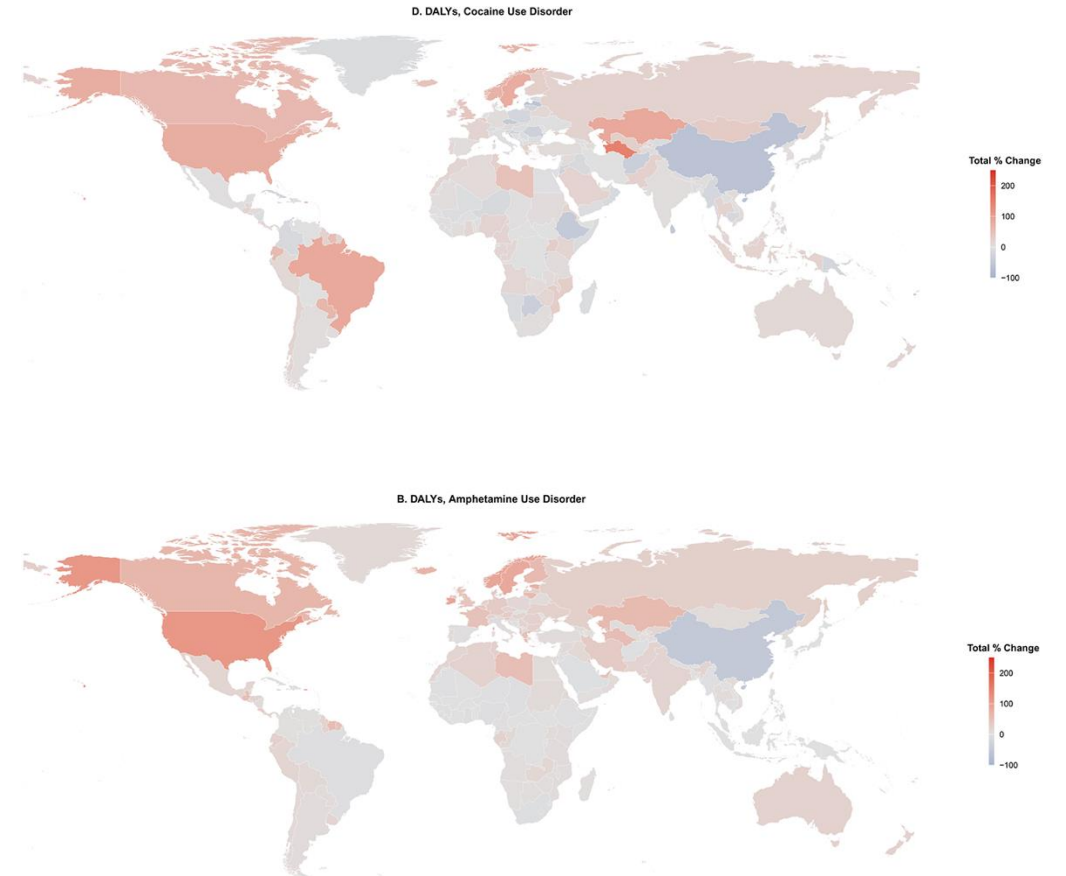 D. DALYs, Cocaine Use Disorder
Total % Change
200
100
0
−100
B. DALYs, Amphetamine Use Disorder
Total % Change
200
100
0
−100